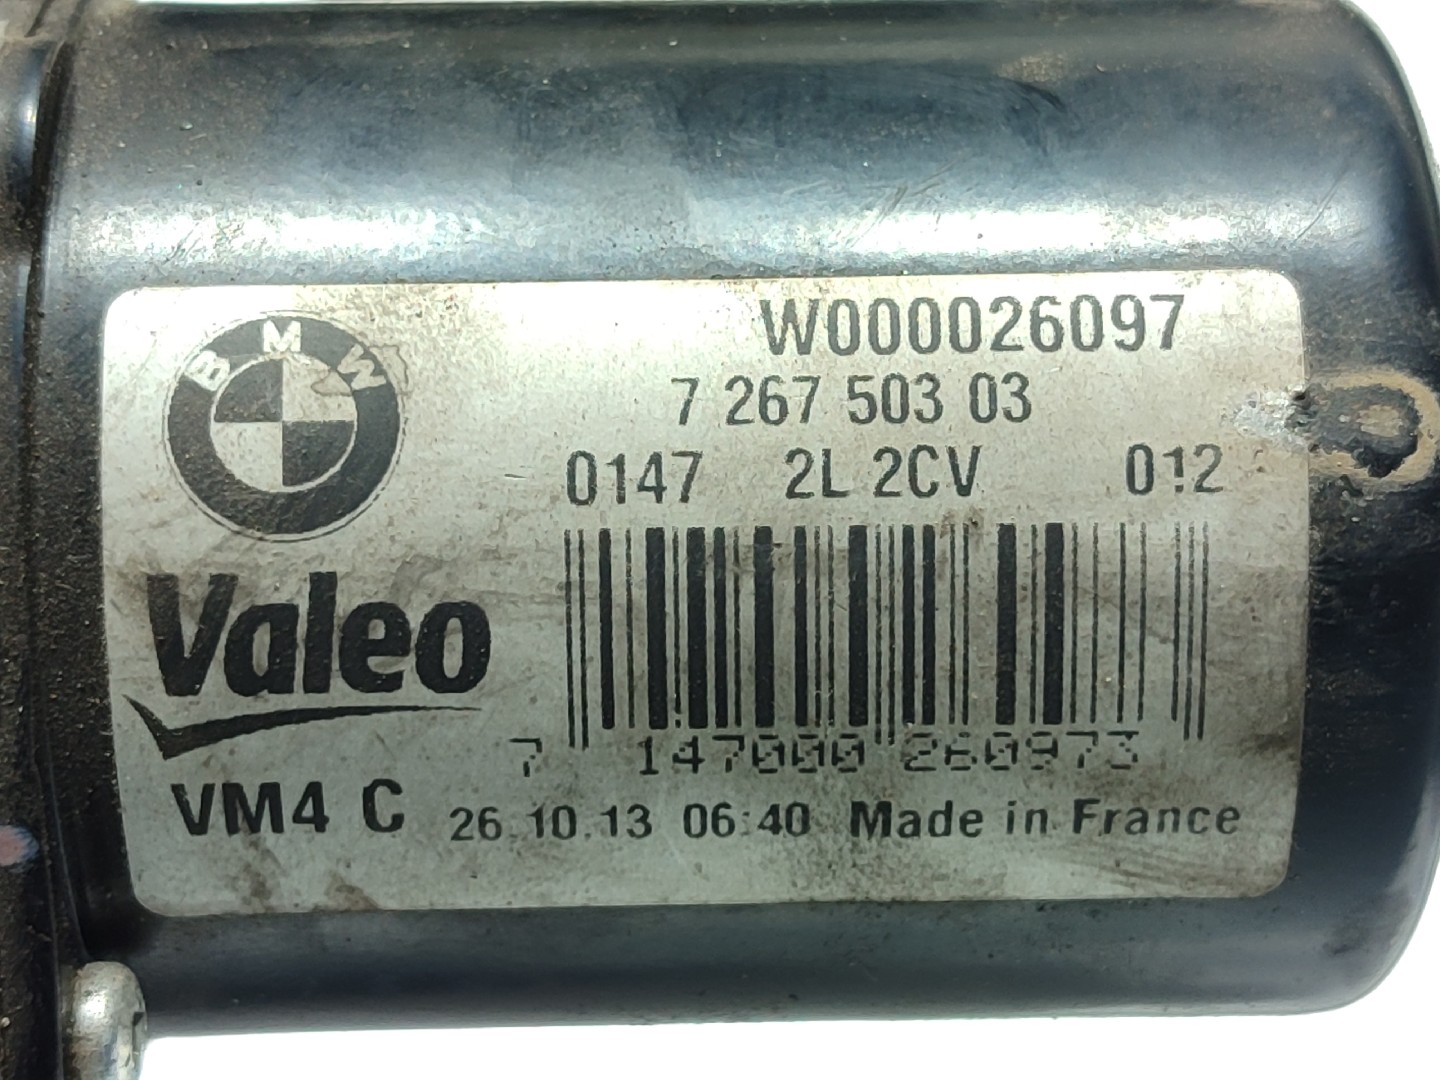 BMW
W000026097
7 267 503 03
0147 2L 2CV 012
7 147000 260973
Valeo
VM4 C 26.10.13 06:40 Made in France